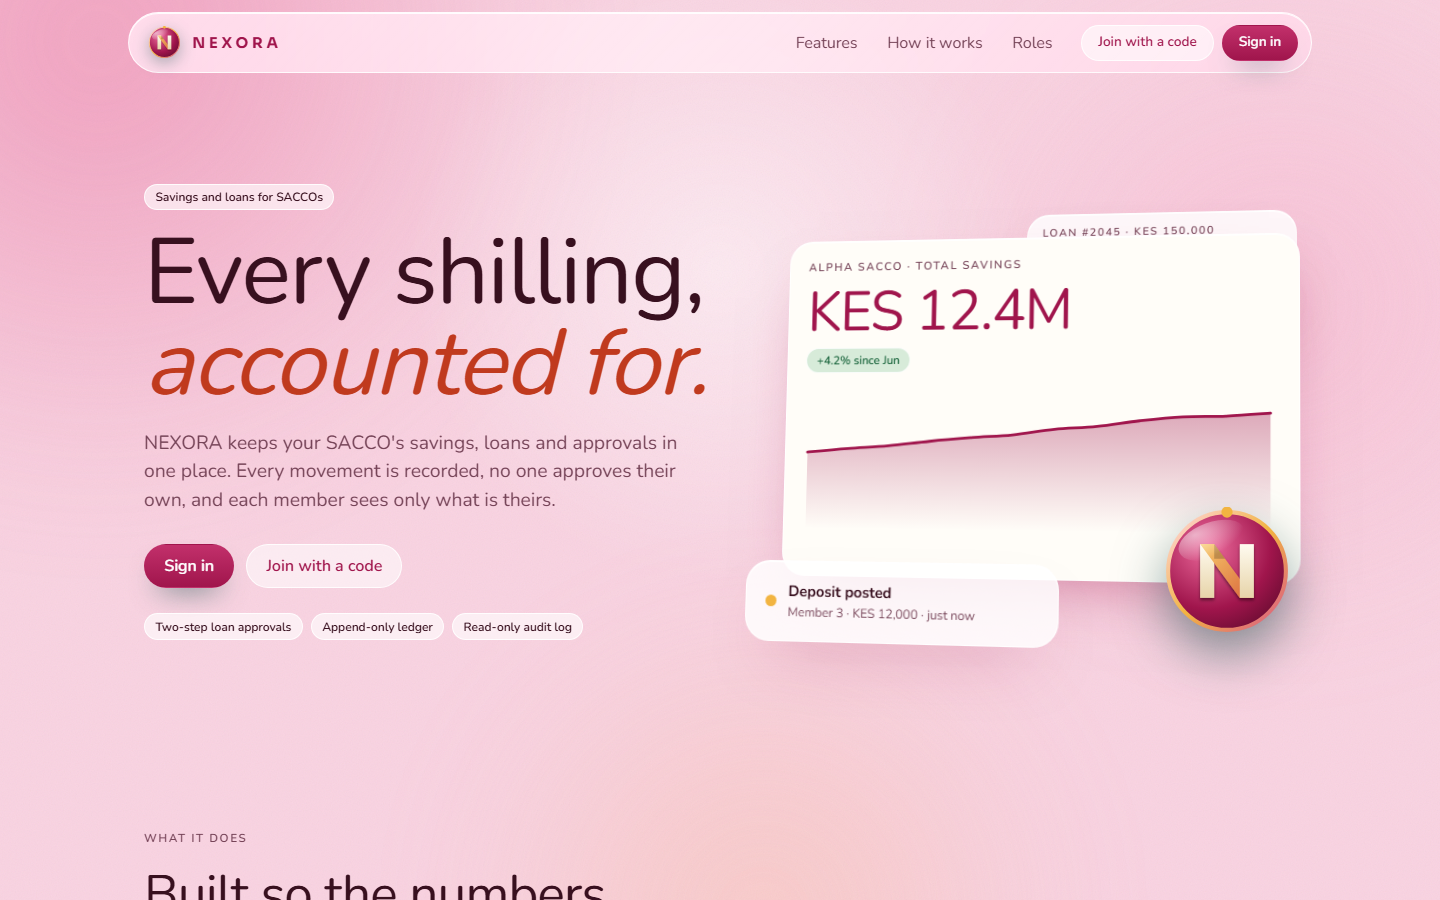 NEXORA
Features
How it works
Roles
Join with a code
Sign in
Savings and loans for SACCOs
Every shilling,
accounted for.
NEXORA keeps your SACCO's savings, loans and approvals in
one place. Every movement is recorded, no one approves their
own, and each member sees only what is theirs.
Sign in
Join with a code
Two-step loan approvals
Append-only ledger
Read-only audit log
LOAN #2045 · KES 150,000
ALPHA SACCO · TOTAL SAVINGS
KES 12.4M
+4.2% since Jun
Deposit posted
Member 3 · KES 12,000 · just now
N
WHAT IT DOES
Built so the numbers